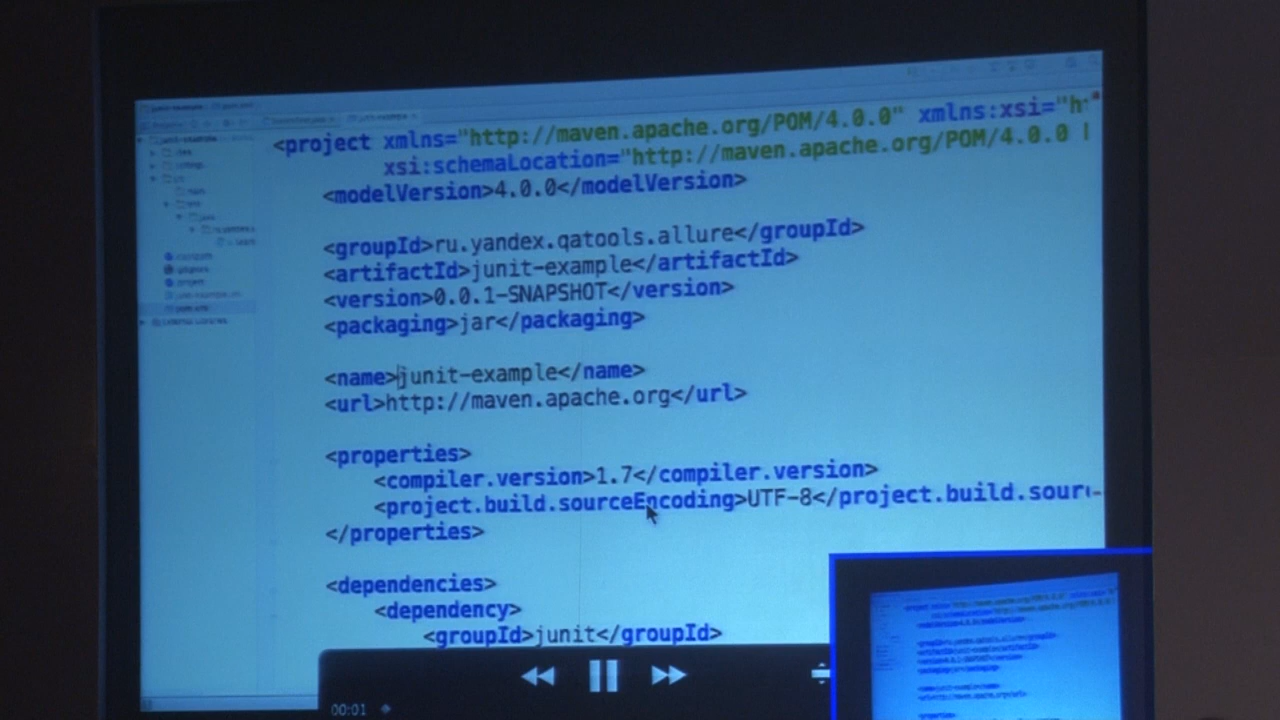 <project xmlns="http://maven.apache.org/POM/4.0.0" xmlns:xsi="h
xsi:schemaLocation="http://maven.apache.org/POM/4.0.0
<modelVersion>4.0.0</modelVersion>
<groupId>ru.yandex.qatools.allure</groupId>
<artifactId>junit-example</artifactId>
<version>0.0.1-SNAPSHOT</version>
<packaging>jar</packaging>
<name>junit-example</name>
<url>http://maven.apache.org</url>
<properties>
<compiler.version>1.7</compiler.version>
<project.build.sourceEncoding>UTF-8</project.build.sour
</properties>
<dependencies>
<dependency>
<groupId>junit</groupId>
00:01